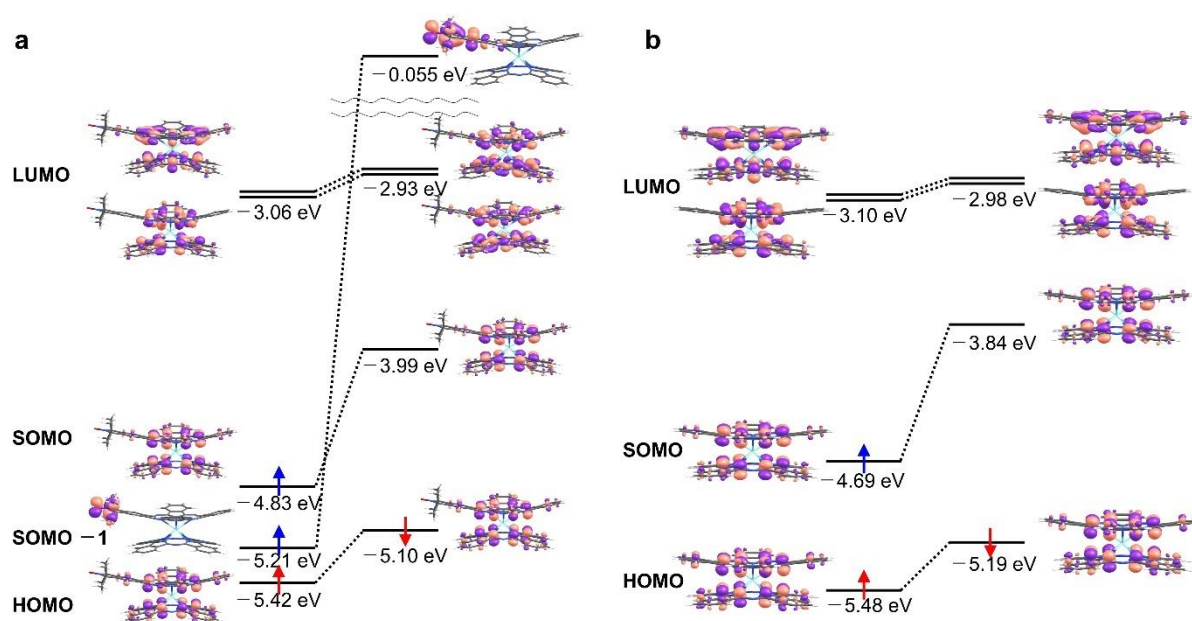 a
−0.055 eV
LUMO
−3.06 eV
−2.93 eV
−3.99 eV
SOMO
−4.83 eV
SOMO −1
−5.21 eV
−5.10 eV
HOMO
−5.42 eV
b
LUMO
−3.10 eV
−2.98 eV
−3.84 eV
SOMO
−4.69 eV
−5.19 eV
HOMO
−5.48 eV